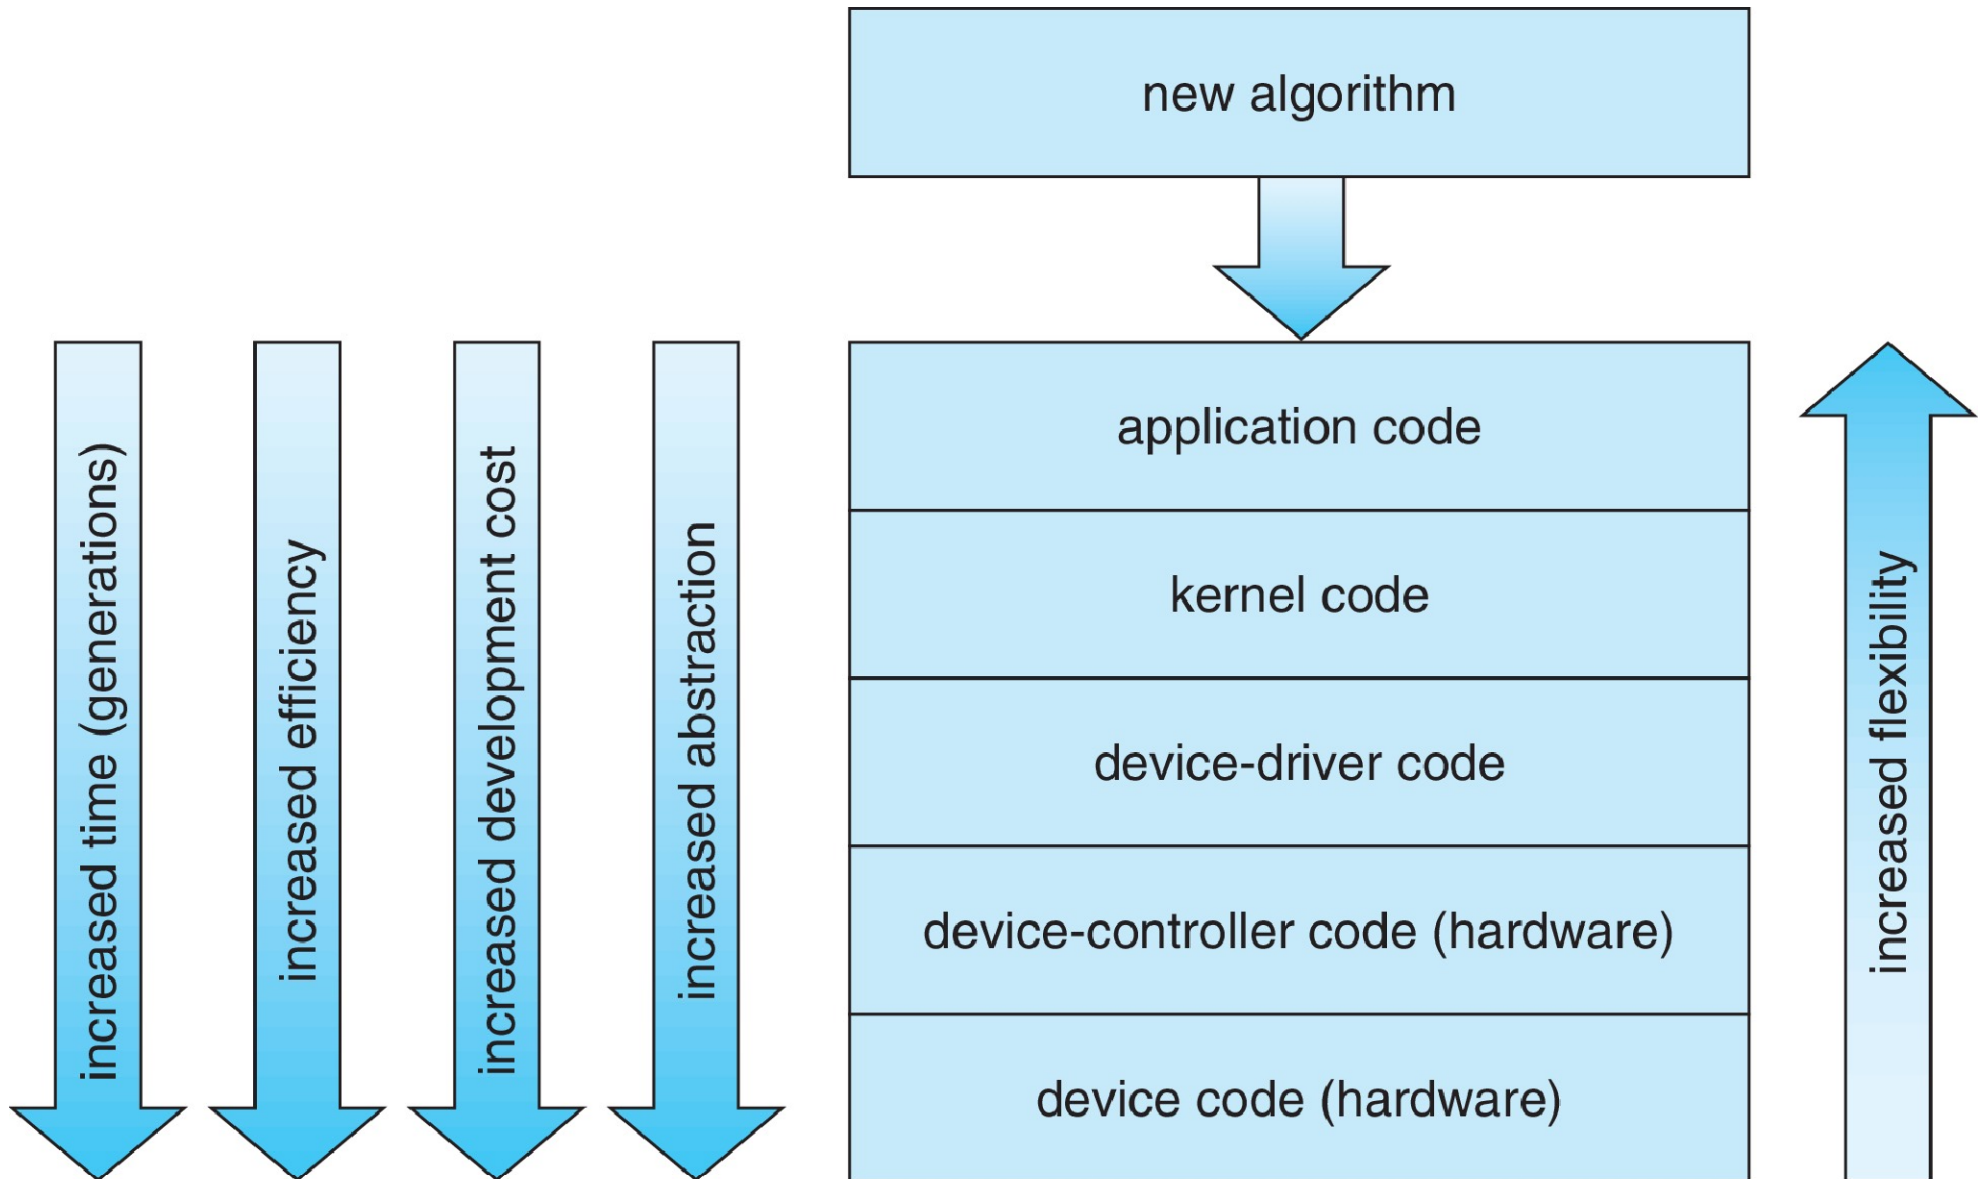 new algorithm
application code
kernel code
device-driver code
device-controller code (hardware)
device code (hardware)
increased time (generations)
increased efficiency
increased development cost
increased abstraction
increased flexibility